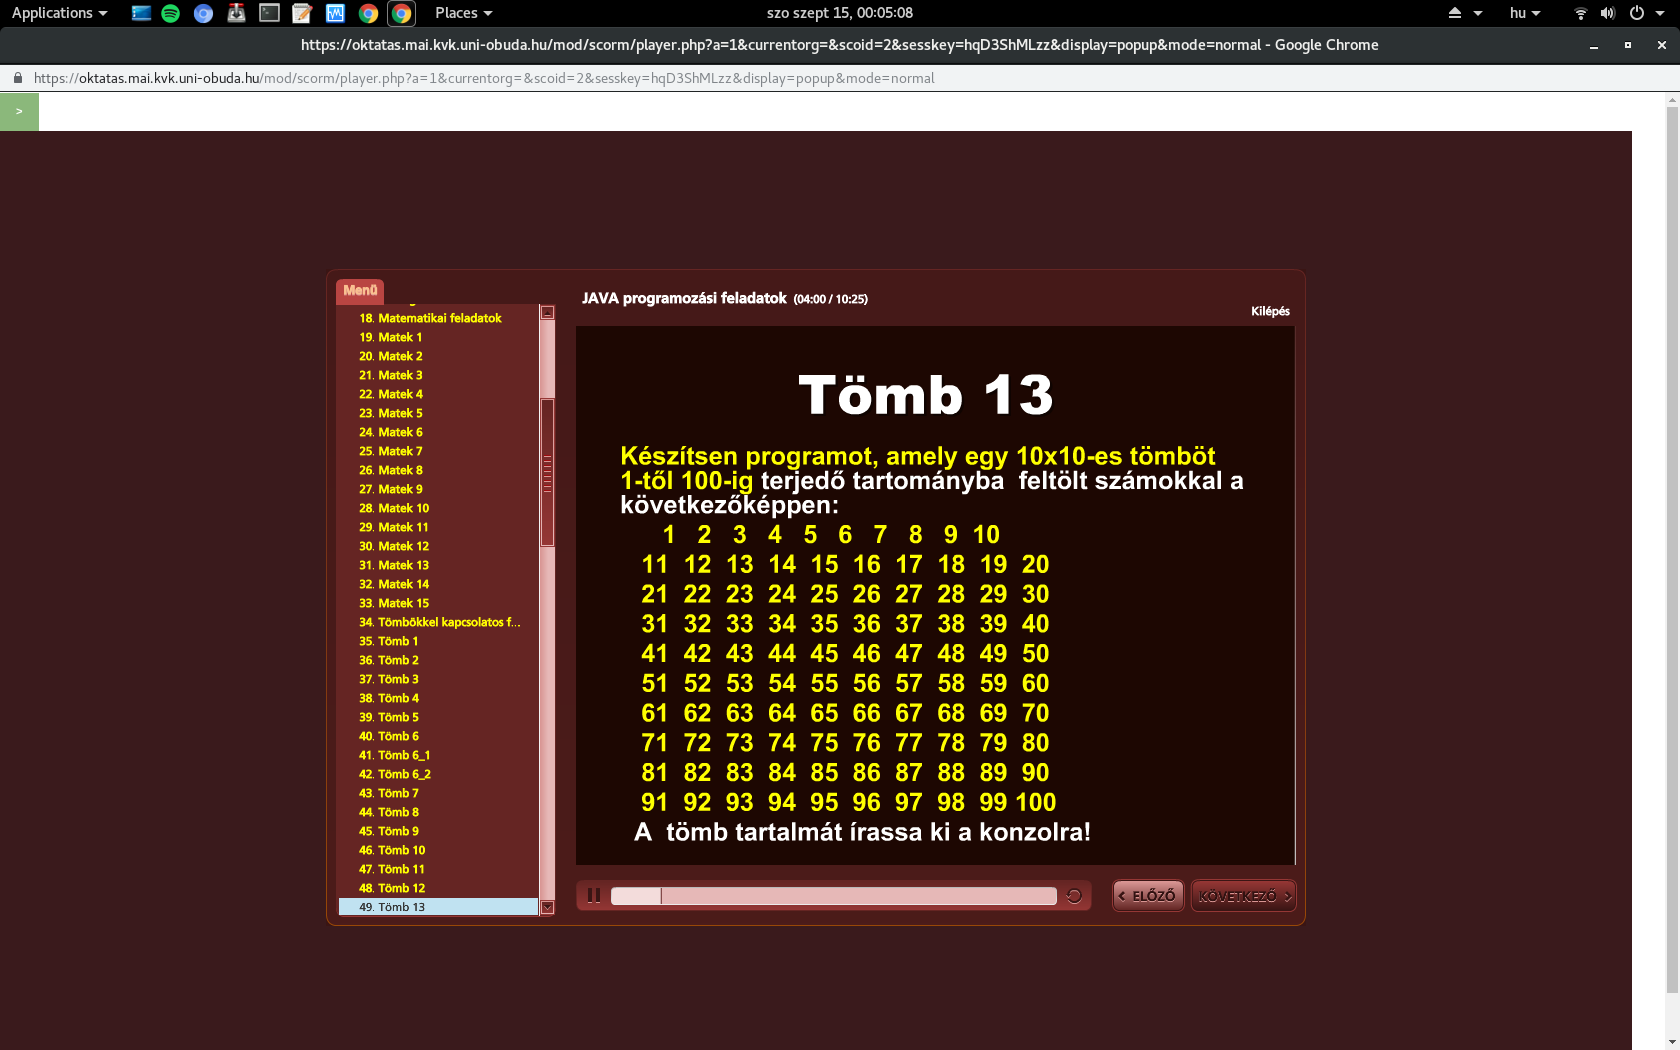 Applications
Places
szo szept 15, 00:05:08
hu
https://oktatas.mai.kvk.uni-obuda.hu/mod/scorm/player.php?a=1&currentorg=&scoid=2&sesskey=hqD3ShMLzz&display=popup&mode=normal - Google Chrome
https://oktatas.mai.kvk.uni-obuda.hu/mod/scorm/player.php?a=1&currentorg=&scoid=2&sesskey=hqD3ShMLzz&display=popup&mode=normal
>
Menü
18. Matematikai feladatok
19. Matek 1
20. Matek 2
21. Matek 3
22. Matek 4
23. Matek 5
24. Matek 6
25. Matek 7
26. Matek 8
27. Matek 9
28. Matek 10
29. Matek 11
30. Matek 12
31. Matek 13
32. Matek 14
33. Matek 15
34. Tömbökkel kapcsolatos f...
35. Tömb 1
36. Tömb 2
37. Tömb 3
38. Tömb 4
39. Tömb 5
40. Tömb 6
41. Tömb 6_1
42. Tömb 6_2
43. Tömb 7
44. Tömb 8
45. Tömb 9
46. Tömb 10
47. Tömb 11
48. Tömb 12
49. Tömb 13
JAVA programozási feladatok (04:00 / 10:25)
Kilépés
Tömb 13
Készítsen programot, amely egy 10x10-es tömböt
1-től 100-ig terjedő tartományba feltölt számokkal a
következőképpen:
1 2 3 4 5 6 7 8 9 10
11 12 13 14 15 16 17 18 19 20
21 22 23 24 25 26 27 28 29 30
31 32 33 34 35 36 37 38 39 40
41 42 43 44 45 46 47 48 49 50
51 52 53 54 55 56 57 58 59 60
61 62 63 64 65 66 67 68 69 70
71 72 73 74 75 76 77 78 79 80
81 82 83 84 85 86 87 88 89 90
91 92 93 94 95 96 97 98 99 100
A tömb tartalmát írassa ki a konzolra!
< ELŐZŐ
KÖVETKEZŐ >